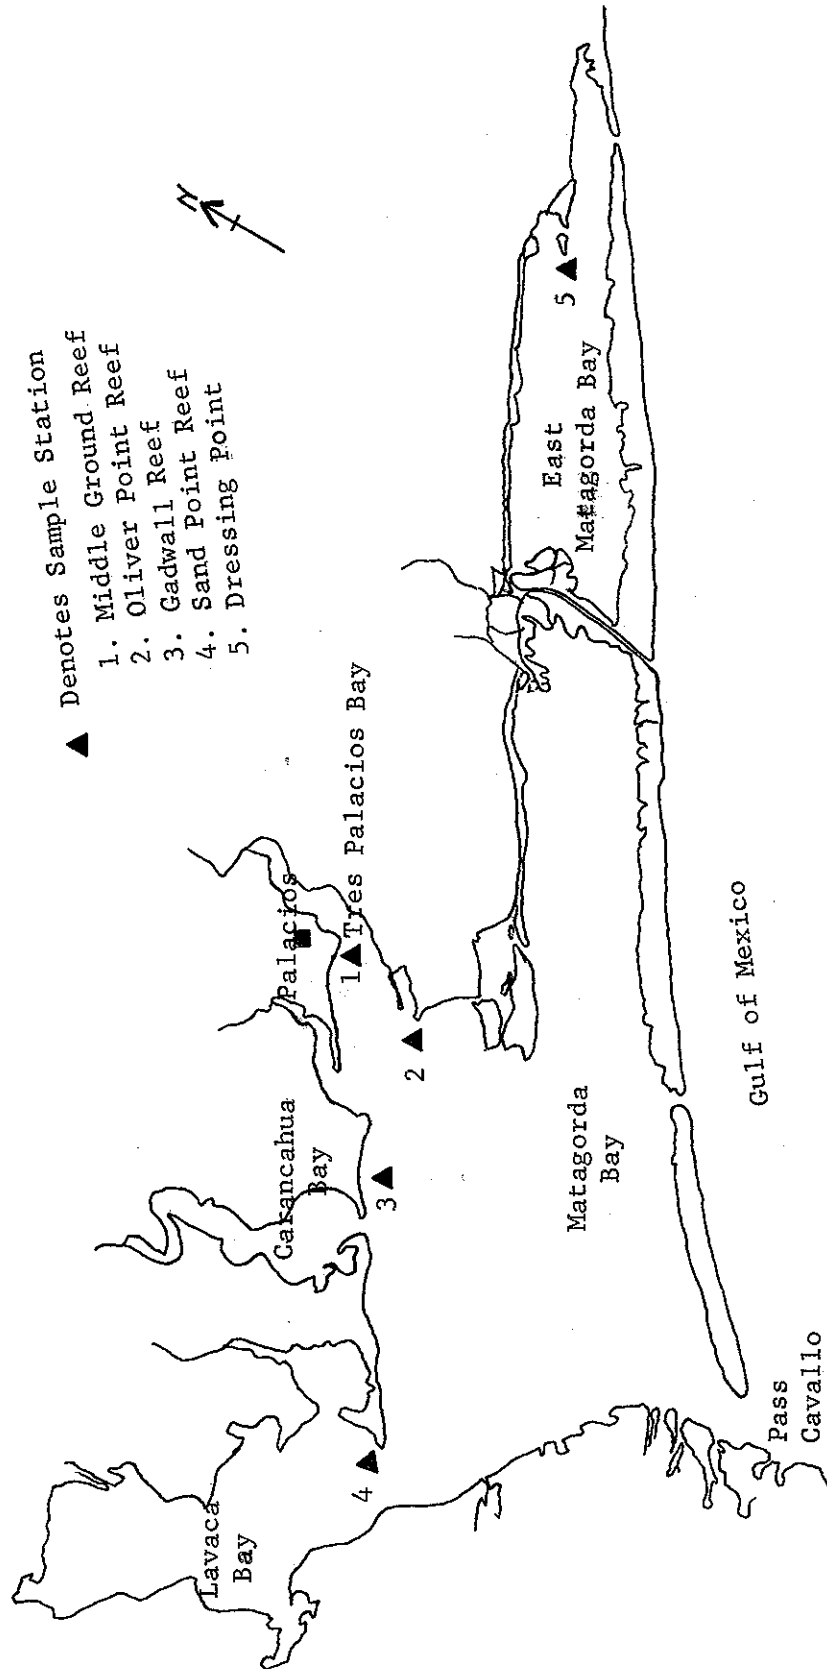 ▲ Denotes Sample Station
1. Middle Ground Reef
2. Oliver Point Reef
3. Gadwall Reef
4. Sand Point Reef
5. Dressing Point
N
Lavaca
Bay
Carancahua
Bay
Palacios
Tres Palacios Bay
1
2
3
4
5
East
Matagorda Bay
Matagorda
Bay
Gulf of Mexico
Pass
Cavallo